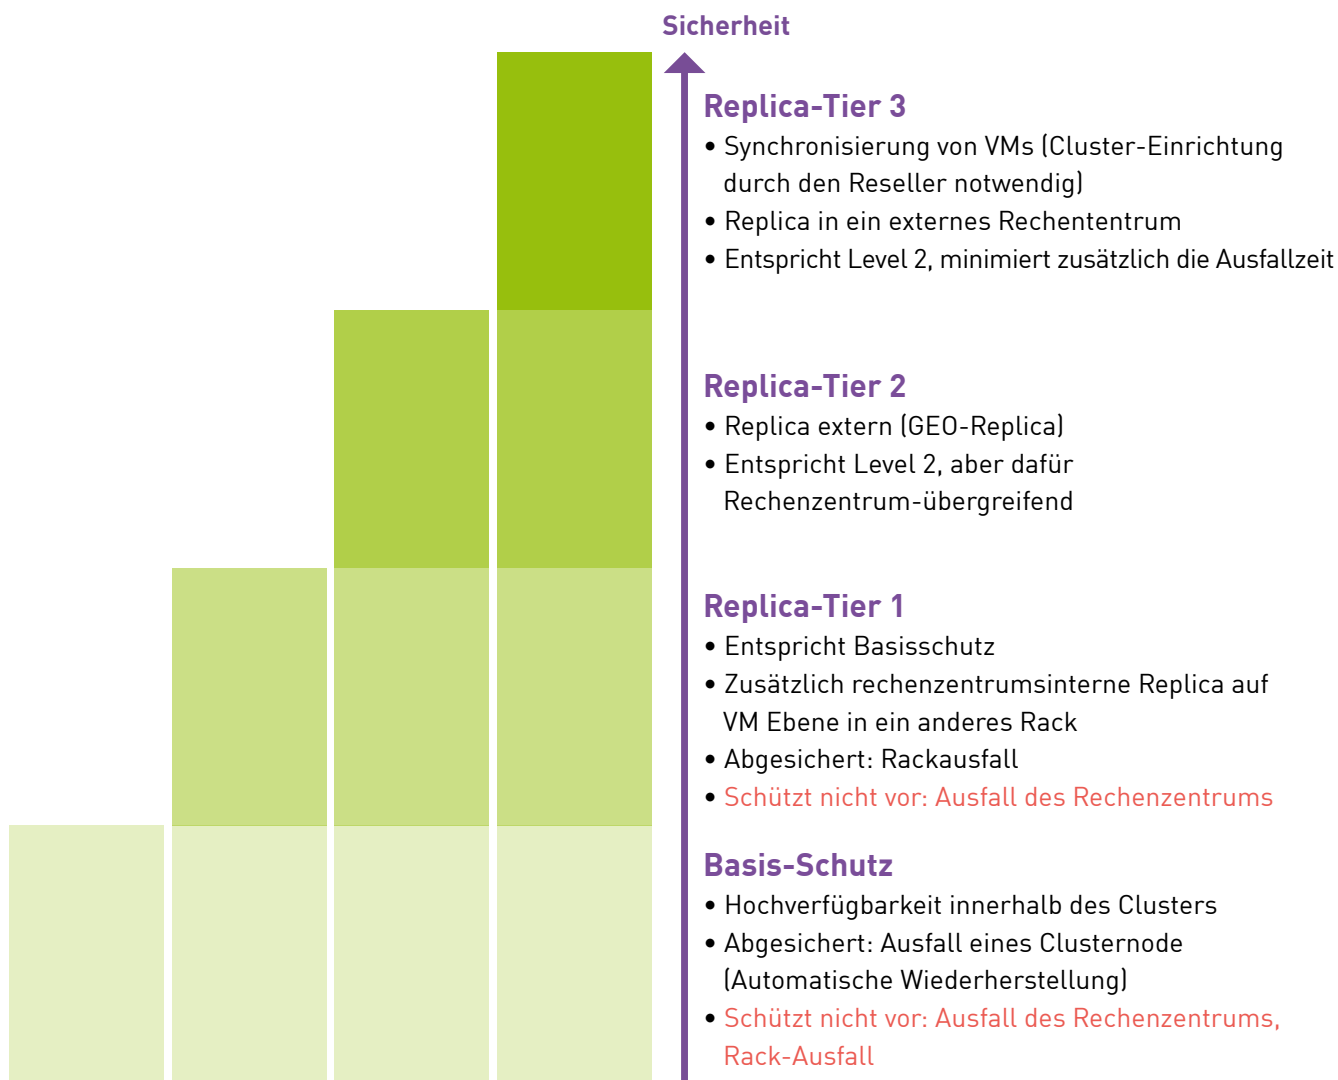 Sicherheit
Replica-Tier 3
• Synchronisierung von VMs (Cluster-Einrichtung
durch den Reseller notwendig)
• Replica in ein externes Rechententrum
• Entspricht Level 2, minimiert zusätzlich die Ausfallzeit
Replica-Tier 2
• Replica extern (GEO-Replica)
• Entspricht Level 2, aber dafür
Rechenzentrum-übergreifend
Replica-Tier 1
• Entspricht Basisschutz
• Zusätzlich rechenzentrumsinterne Replica auf
VM Ebene in ein anderes Rack
• Abgesichert: Rackausfall
• Schützt nicht vor: Ausfall des Rechenzentrums
Basis-Schutz
• Hochverfügbarkeit innerhalb des Clusters
• Abgesichert: Ausfall eines Clusternode
(Automatische Wiederherstellung)
• Schützt nicht vor: Ausfall des Rechenzentrums,
Rack-Ausfall